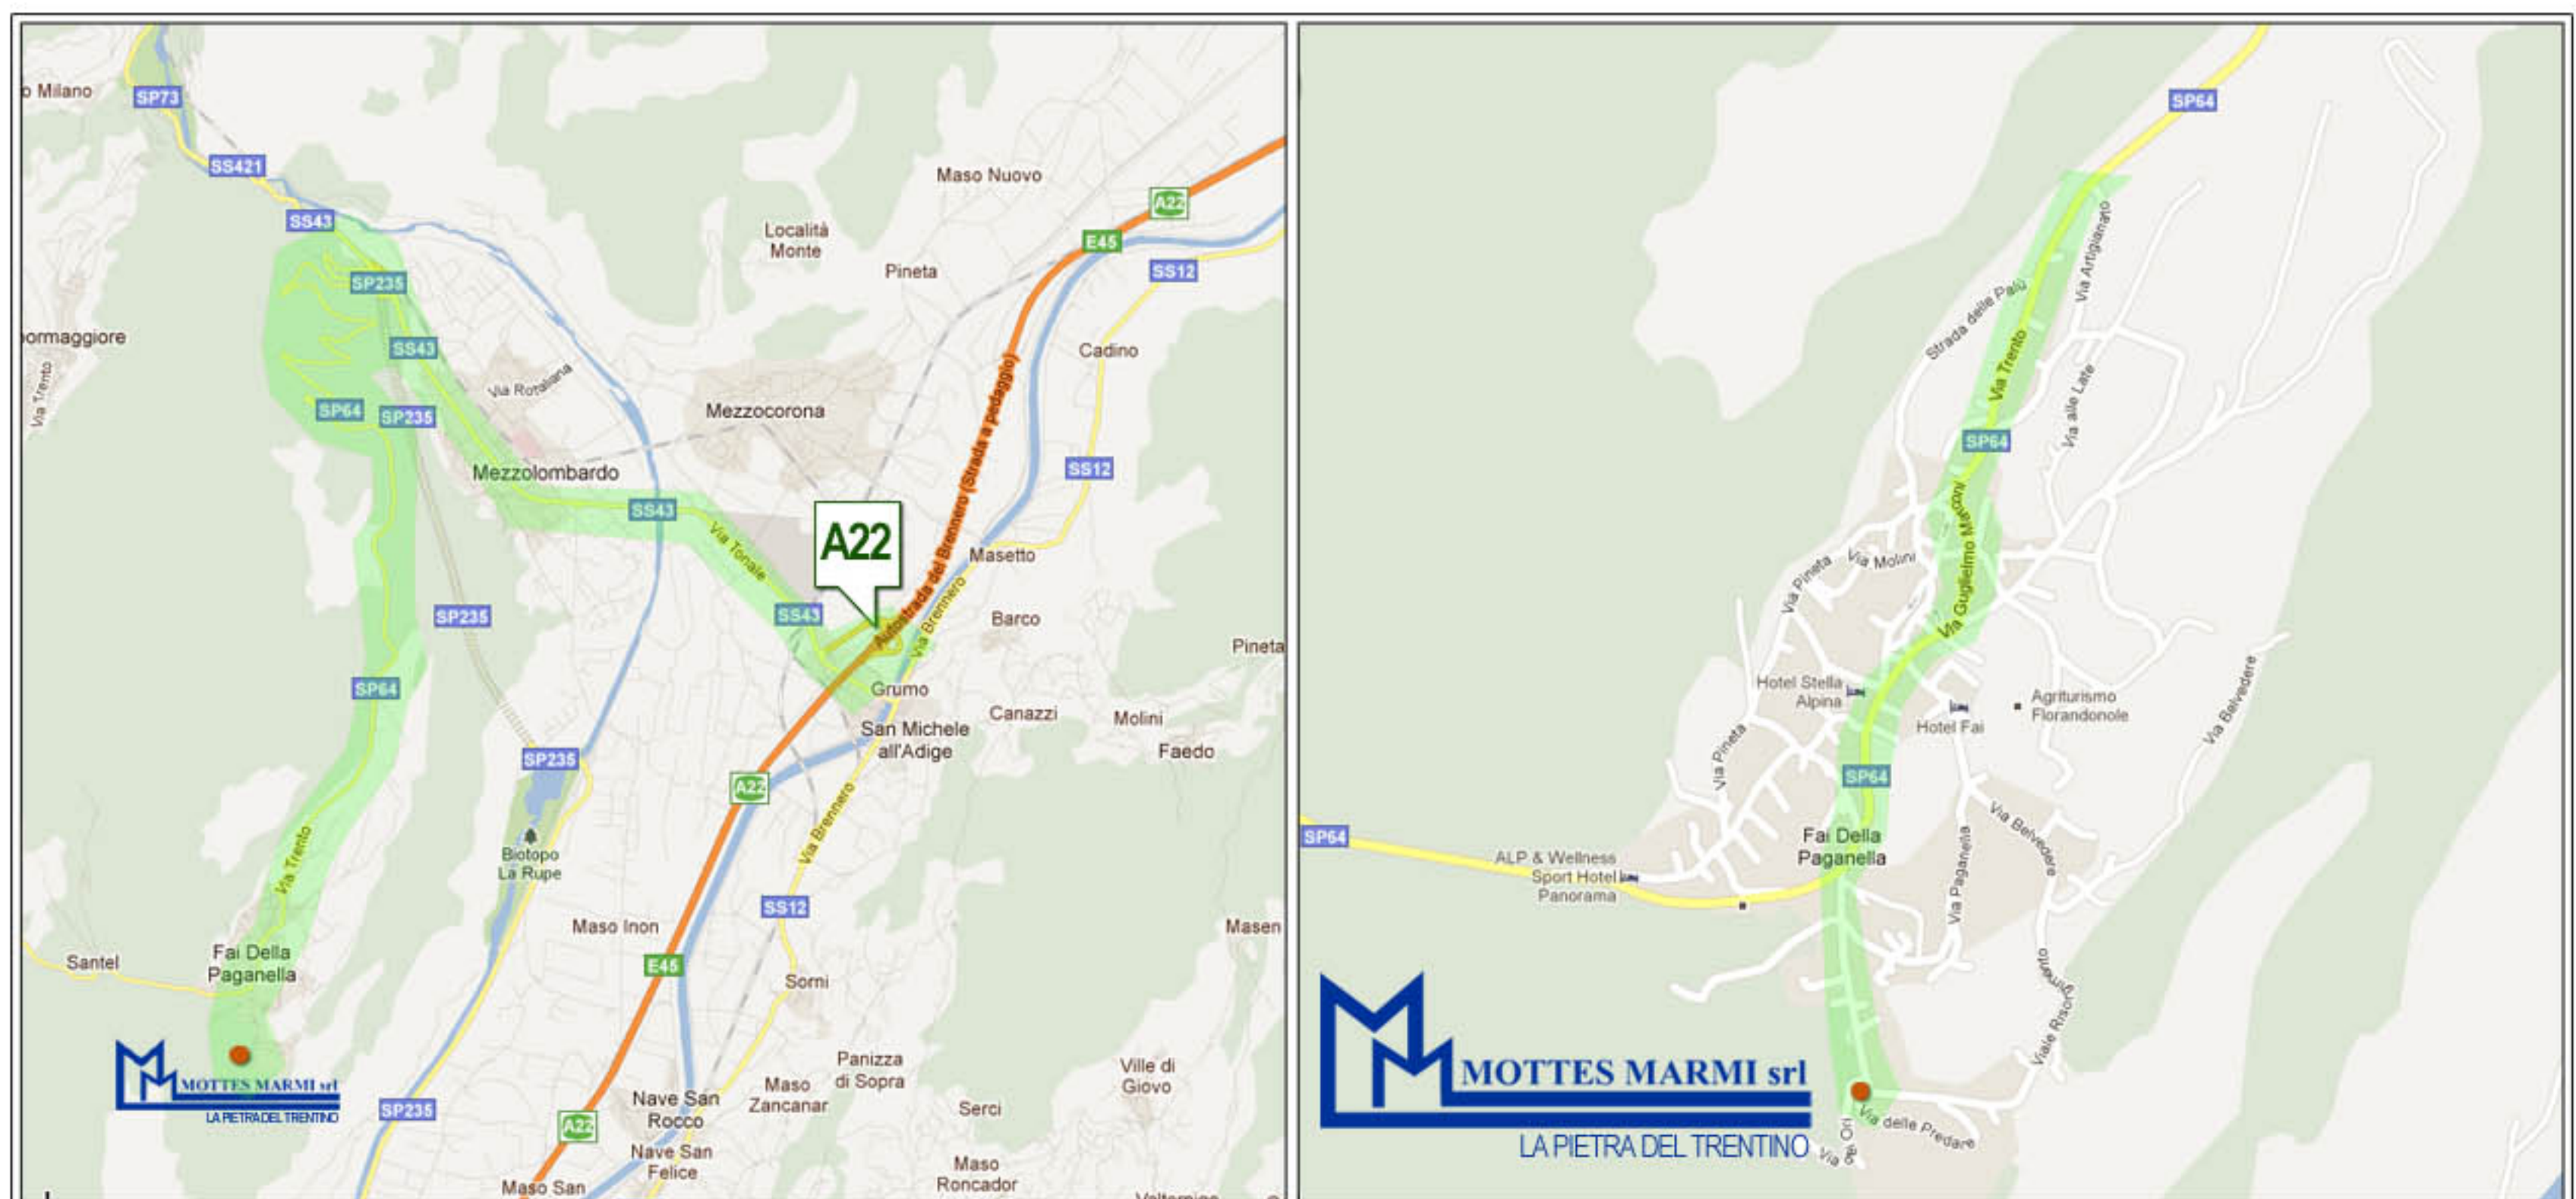 o Milano
SP73
SS421
SS43
Maso Nuovo
A22
E45
SS12
Località
Monte
Pineta
SP235
ormaggiore
Via Trento
SS43
Via Rotaliana
Cadino
Mezzocorona
SP64
SP235
Autostrada del Brennero (Strada a pedaggio)
SS12
Mezzolombardo
SS43
Via Tonale
A22
Masetto
SS43
Via Brennero
Barco
SP235
Pineta
SP64
Grumo
Canazzi
Molini
San Michele
all'Adige
Faedo
SP235
A22
Via Brennero
Via Trento
Biotopo
La Rupe
SS12
Maso Inon
Masen
Fai Della
Paganella
Santel
E45
Sorni
Panizza
di Sopra
Ville di
Giovo
Maso
Zancanar
MOTTES MARMI srl
LA PIETRA DEL TRENTINO
SP235
Nave San
Rocco
Serci
A22
Nave San
Felice
Maso
Roncador
Maso San
SP64
Via Artigianato
Strada delle Palù
Via Trento
Via alle Late
SP64
Via Guglielmo Marconi
Via Pineta
Via Molini
Hotel Stella
Alpina
Hotel Fai
Agriturismo
Florandonole
Via Belvedere
Via Pineta
SP64
SP64
Fai Della
Paganella
Via Belvedere
ALP & Wellness
Sport Hotel
Panorama
Via Paganella
Viale Risorgimento
MOTTES MARMI srl
LA PIETRA DEL TRENTINO
Via delle Predare
Via dei Ori